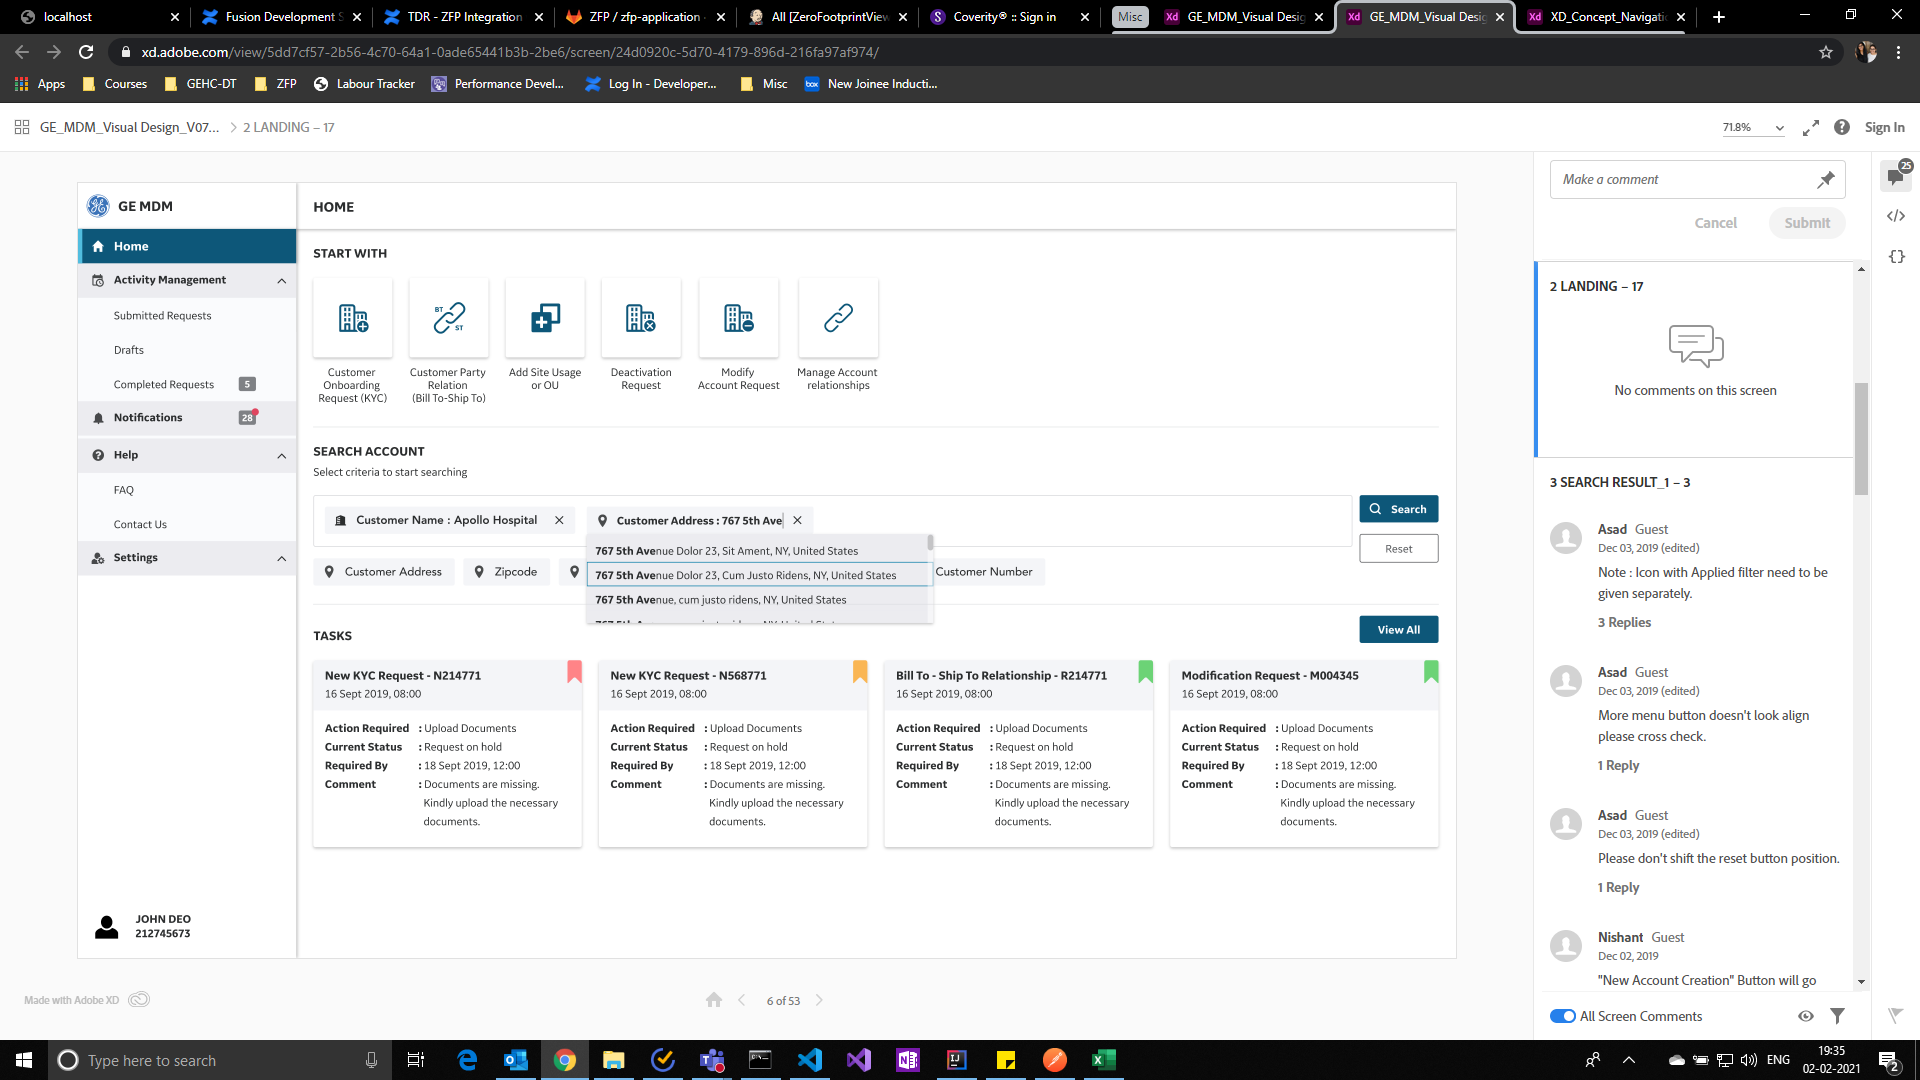 localhost
Fusion Development S
TDR - ZFP Integration
ZFP / zfp-application
All [ZeroFootprintView
Coverity® :: Sign in
Misc
GE_MDM_Visual Desig
GE_MDM_Visual Desig
XD_Concept_Navigati
xd.adobe.com/view/5dd7cf57-2b56-4c70-64a1-0ade65441b3b-2be6/screen/24d0920c-5d70-4179-896d-216fa97af974/
Apps
Courses
GEHC-DT
ZFP
Labour Tracker
Performance Devel...
Log In - Developer...
Misc
New Joinee Inducti...
GE_MDM_Visual Design_V07...
2 LANDING – 17
71.8%
Sign In
GE MDM
Home
Activity Management
Submitted Requests
Drafts
Completed Requests 5
Notifications 28
Help
FAQ
Contact Us
Settings
JOHN DEO
212745673
HOME
START WITH
Customer
Onboarding
Request (KYC)
Customer Party
Relation
(Bill To-Ship To)
BT
ST
Add Site Usage
or OU
Deactivation
Request
Modify
Account Request
Manage Account
relationships
SEARCH ACCOUNT
Select criteria to start searching
Customer Name : Apollo Hospital
Customer Address : 767 5th Ave
Search
Reset
767 5th Avenue Dolor 23, Sit Ament, NY, United States
767 5th Avenue Dolor 23, Cum Justo Ridens, NY, United States
767 5th Avenue, cum justo ridens, NY, United States
Customer Address
Zipcode
Customer Number
TASKS
View All
New KYC Request - N214771
16 Sept 2019, 08:00
Action Required : Upload Documents
Current Status : Request on hold
Required By : 18 Sept 2019, 12:00
Comment : Documents are missing.
Kindly upload the necessary
documents.
New KYC Request - N568771
16 Sept 2019, 08:00
Action Required : Upload Documents
Current Status : Request on hold
Required By : 18 Sept 2019, 12:00
Comment : Documents are missing.
Kindly upload the necessary
documents.
Bill To - Ship To Relationship - R214771
16 Sept 2019, 08:00
Action Required : Upload Documents
Current Status : Request on hold
Required By : 18 Sept 2019, 12:00
Comment : Documents are missing.
Kindly upload the necessary
documents.
Modification Request - M004345
16 Sept 2019, 08:00
Action Required : Upload Documents
Current Status : Request on hold
Required By : 18 Sept 2019, 12:00
Comment : Documents are missing.
Kindly upload the necessary
documents.
Made with Adobe XD
6 of 53
Make a comment
Cancel
Submit
25
2 LANDING – 17
No comments on this screen
3 SEARCH RESULT_1 – 3
Asad Guest
Dec 03, 2019 (edited)
Note : Icon with Applied filter need to be
given separately.
3 Replies
Asad Guest
Dec 03, 2019 (edited)
More menu button doesn't look align
please cross check.
1 Reply
Asad Guest
Dec 03, 2019 (edited)
Please don't shift the reset button position.
1 Reply
Nishant Guest
Dec 02, 2019
"New Account Creation" Button will go
All Screen Comments
Type here to search
ENG
19:35
02-02-2021
2